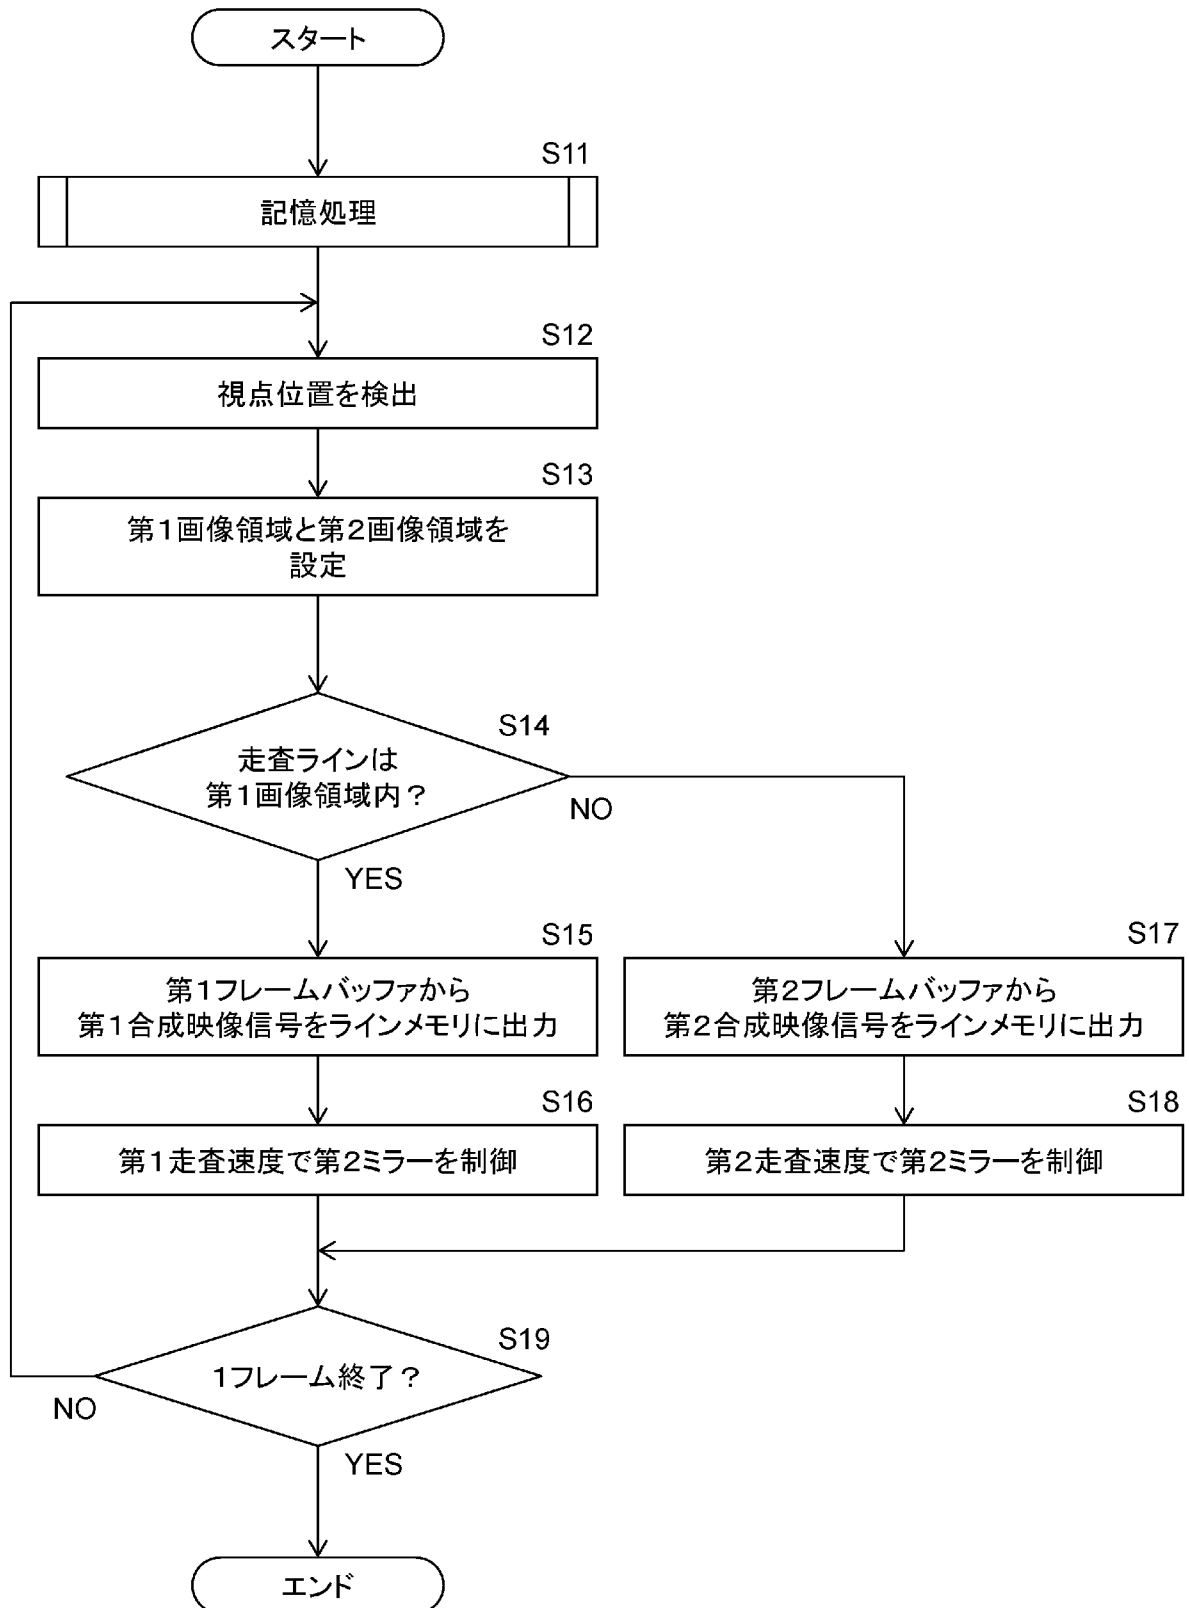 スタート
S11
記憶処理
S12
視点位置を検出
S13
第1画像領域と第2画像領域を
設定
S14
走査ラインは
第1画像領域内？
NO
YES
S15
第1フレームバッファから
第1合成映像信号をラインメモリに出力
S17
第2フレームバッファから
第2合成映像信号をラインメモリに出力
S16
第1走査速度で第2ミラーを制御
S18
第2走査速度で第2ミラーを制御
S19
1フレーム終了？
NO
YES
エンド